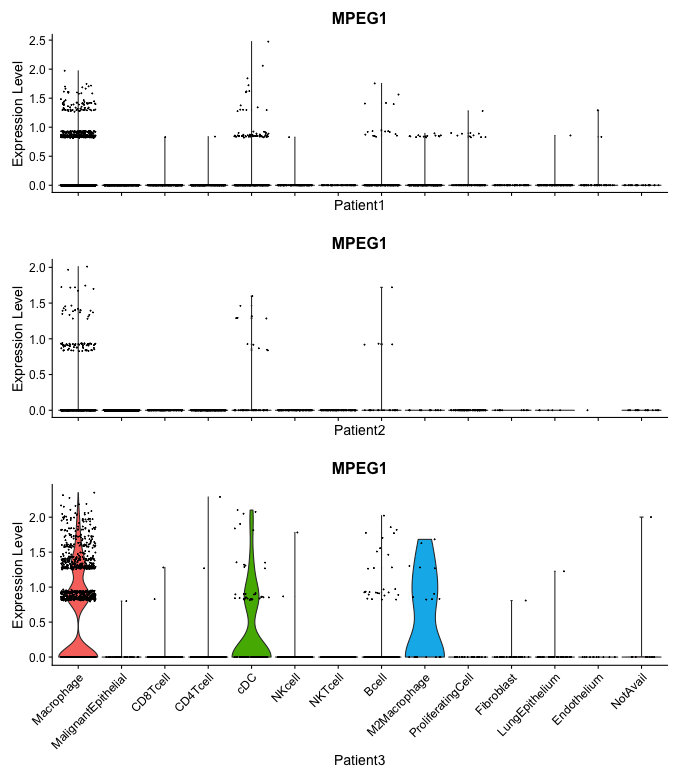 MPEG1
Expression Level
2.5
2.0
1.5
1.0
0.5
0.0
Patient1
MPEG1
Expression Level
2.0
1.5
1.0
0.5
0.0
Patient2
MPEG1
Expression Level
2.0
1.5
1.0
0.5
0.0
Macrophage
MalignantEpithelial
CD8Tcell
CD4Tcell
cDC
NKcell
NKTcell
Bcell
M2Macrophage
ProliferatingCell
Fibroblast
LungEpithelium
Endothelium
NotAvail
Patient3